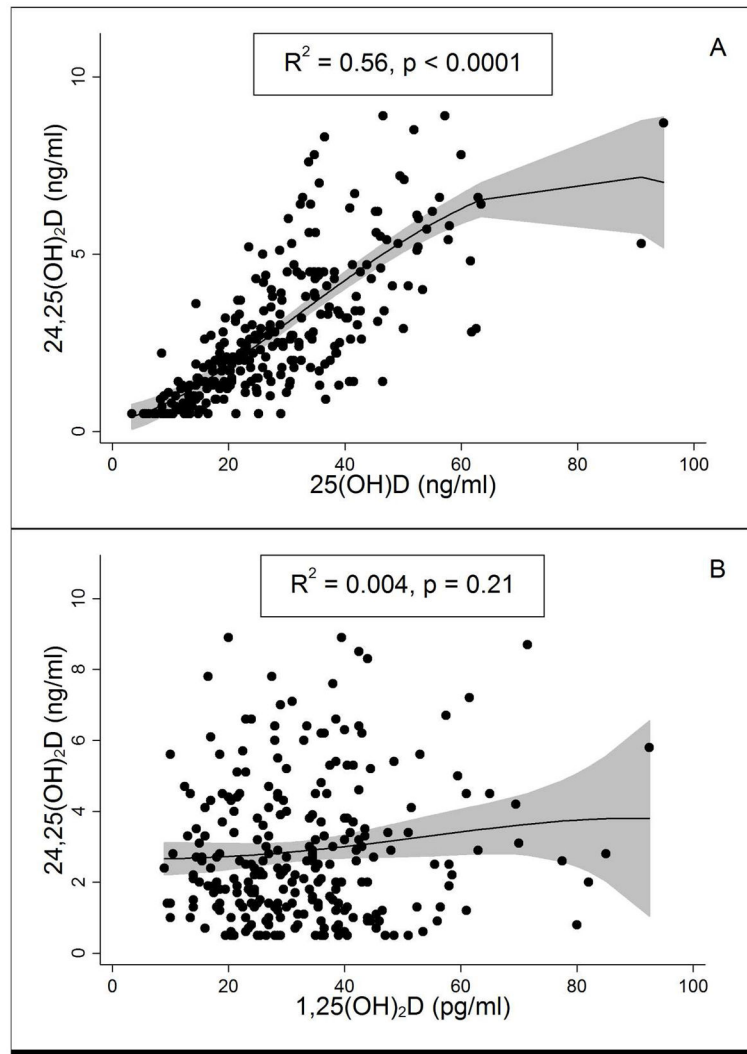 A
R² = 0.56, p < 0.0001
24,25(OH)₂D (ng/ml)
10
5
0
0 20 40 60 80 100
25(OH)D (ng/ml)
B
R² = 0.004, p = 0.21
24,25(OH)₂D (ng/ml)
10
8
6
4
2
0
0 20 40 60 80 100
1,25(OH)₂D (pg/ml)